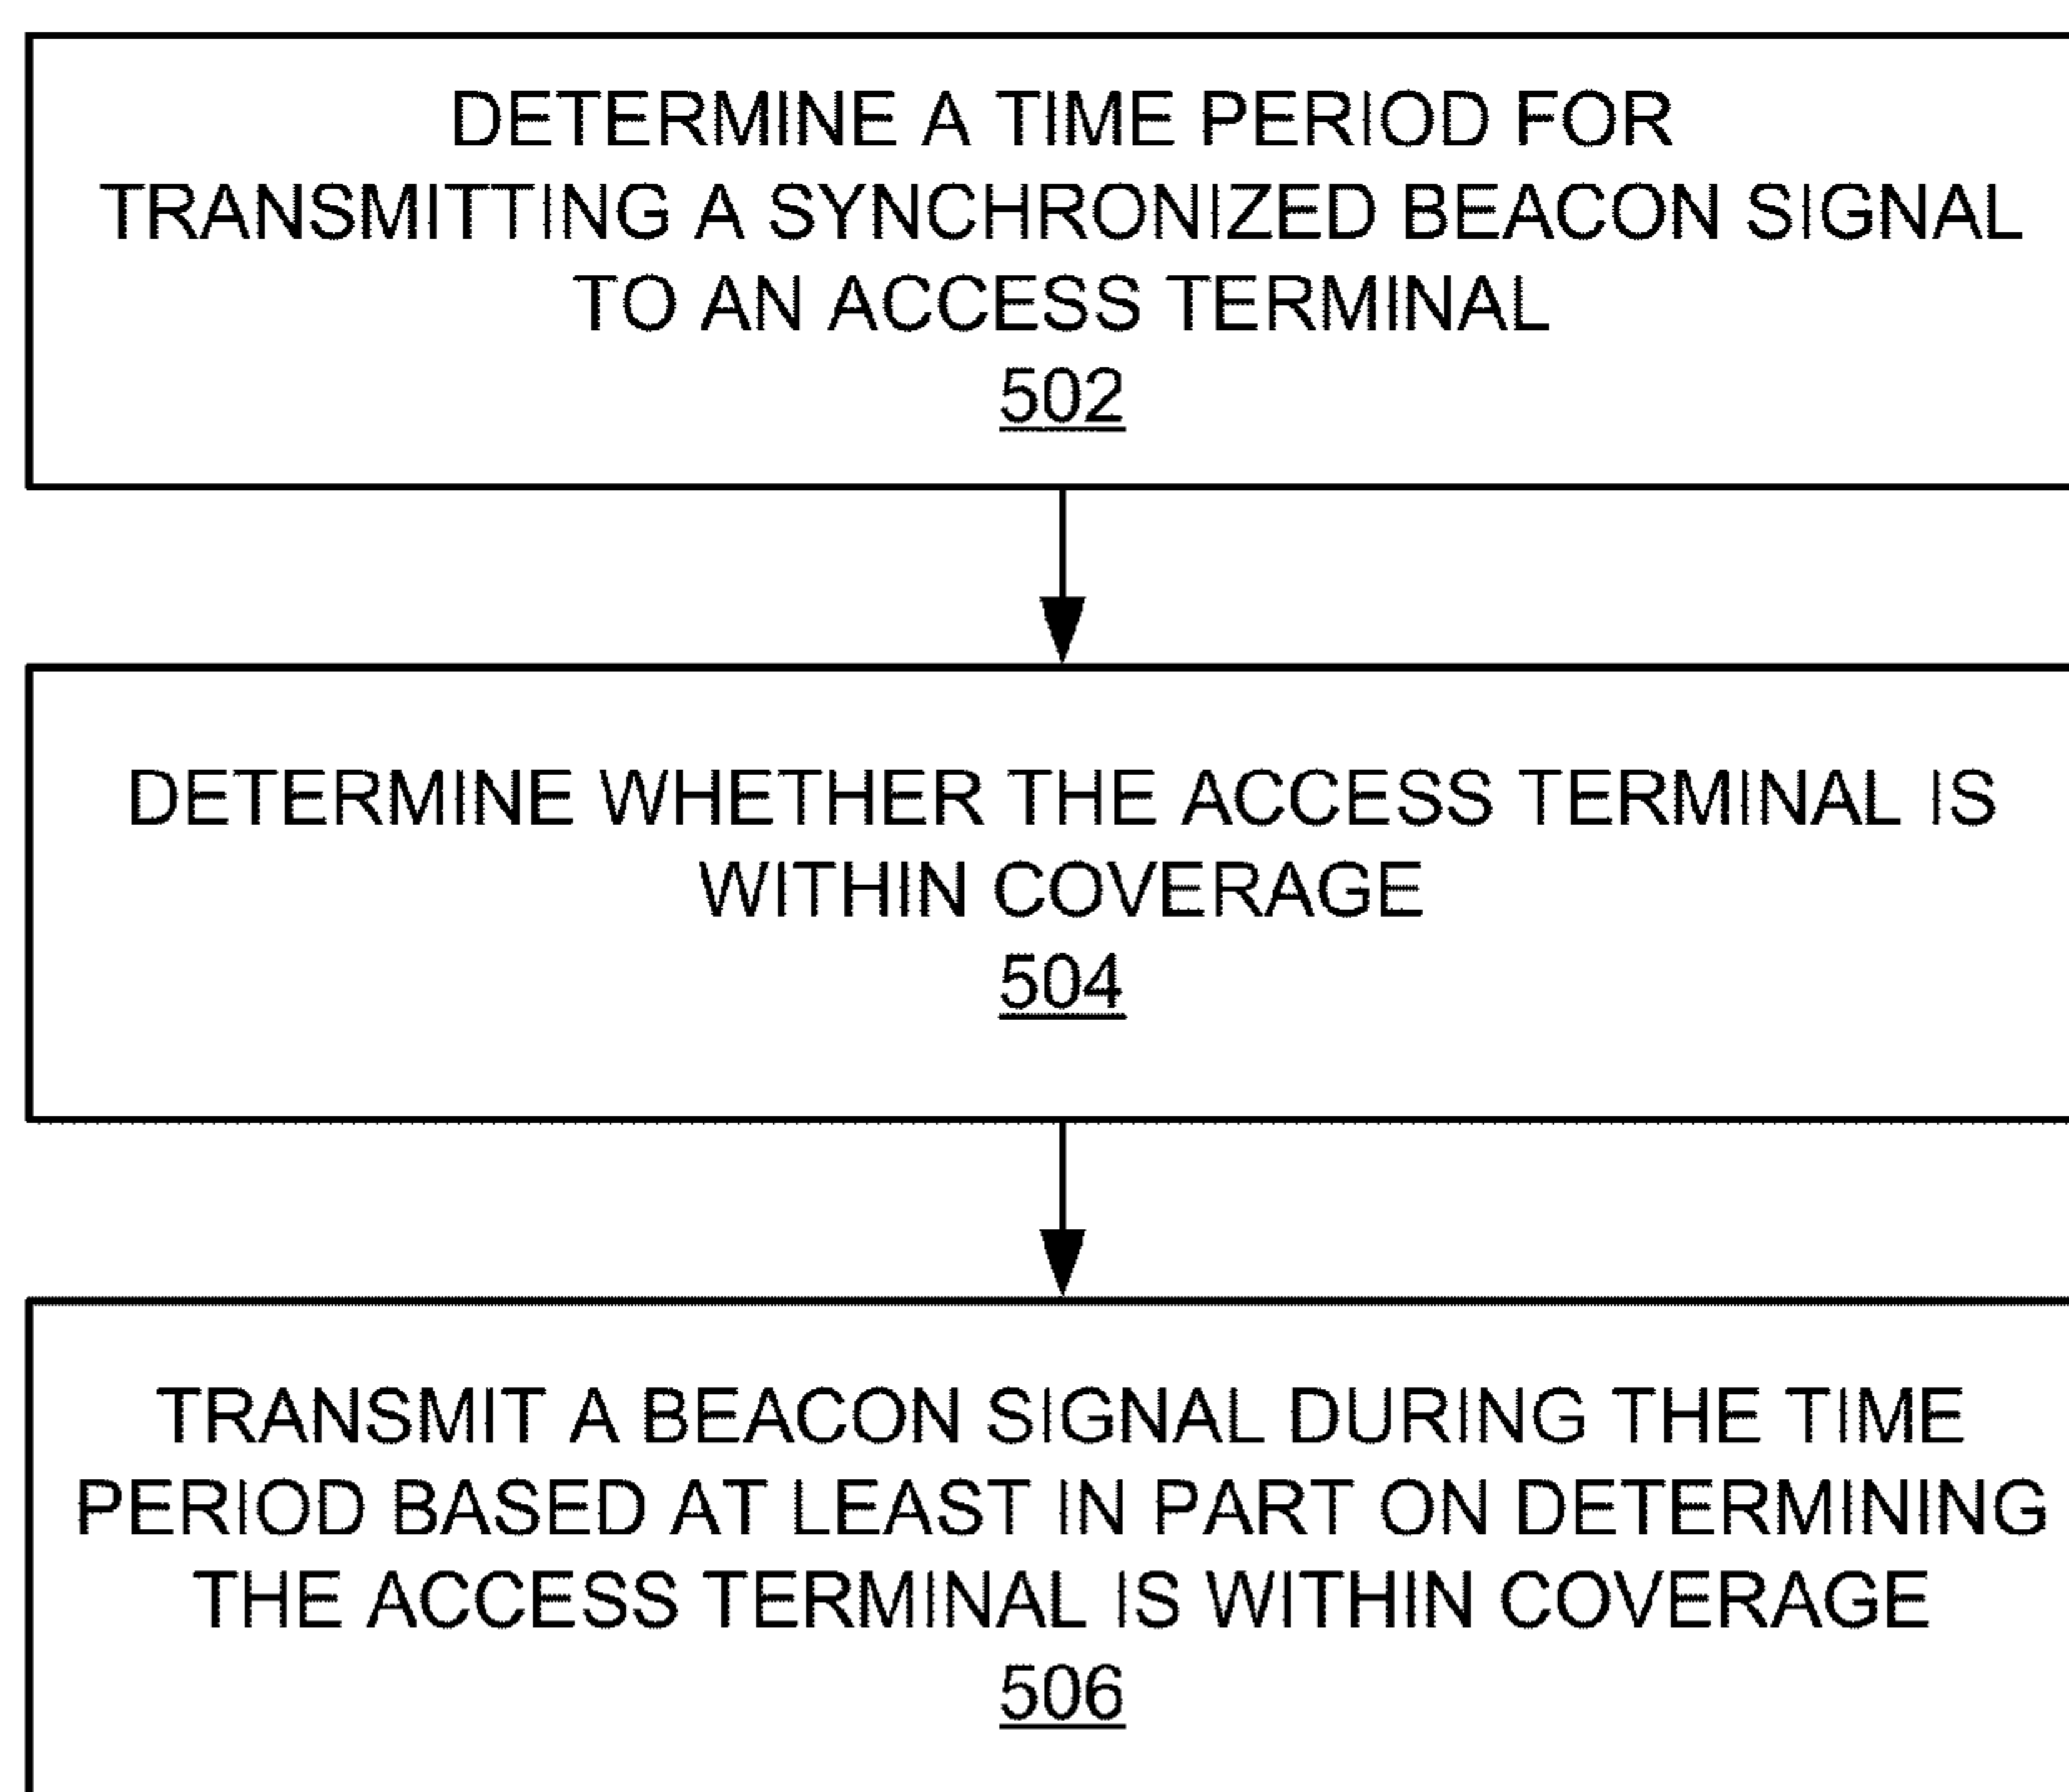 DETERMINE A TIME PERIOD FOR
TRANSMITTING A SYNCHRONIZED BEACON SIGNAL
TO AN ACCESS TERMINAL
502
DETERMINE WHETHER THE ACCESS TERMINAL IS
WITHIN COVERAGE
504
TRANSMIT A BEACON SIGNAL DURING THE TIME
PERIOD BASED AT LEAST IN PART ON DETERMINING
THE ACCESS TERMINAL IS WITHIN COVERAGE
506